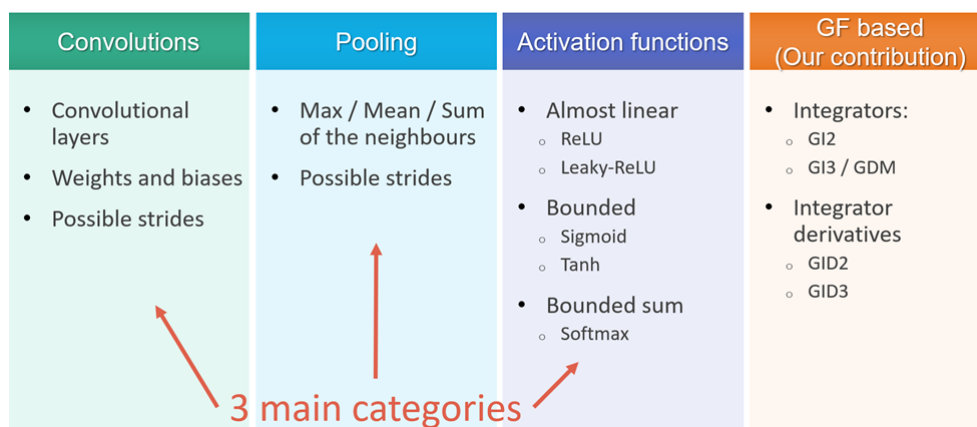 Convolutions
• Convolutional
layers
• Weights and biases
• Possible strides
Pooling
• Max / Mean / Sum
of the neighbours
• Possible strides
Activation functions
• Almost linear
○ ReLU
○ Leaky-ReLU
• Bounded
○ Sigmoid
○ Tanh
• Bounded sum
○ Softmax
GF based
(Our contribution)
• Integrators:
○ GI2
○ GI3 / GDM
• Integrator
derivatives
○ GID2
○ GID3
3 main categories